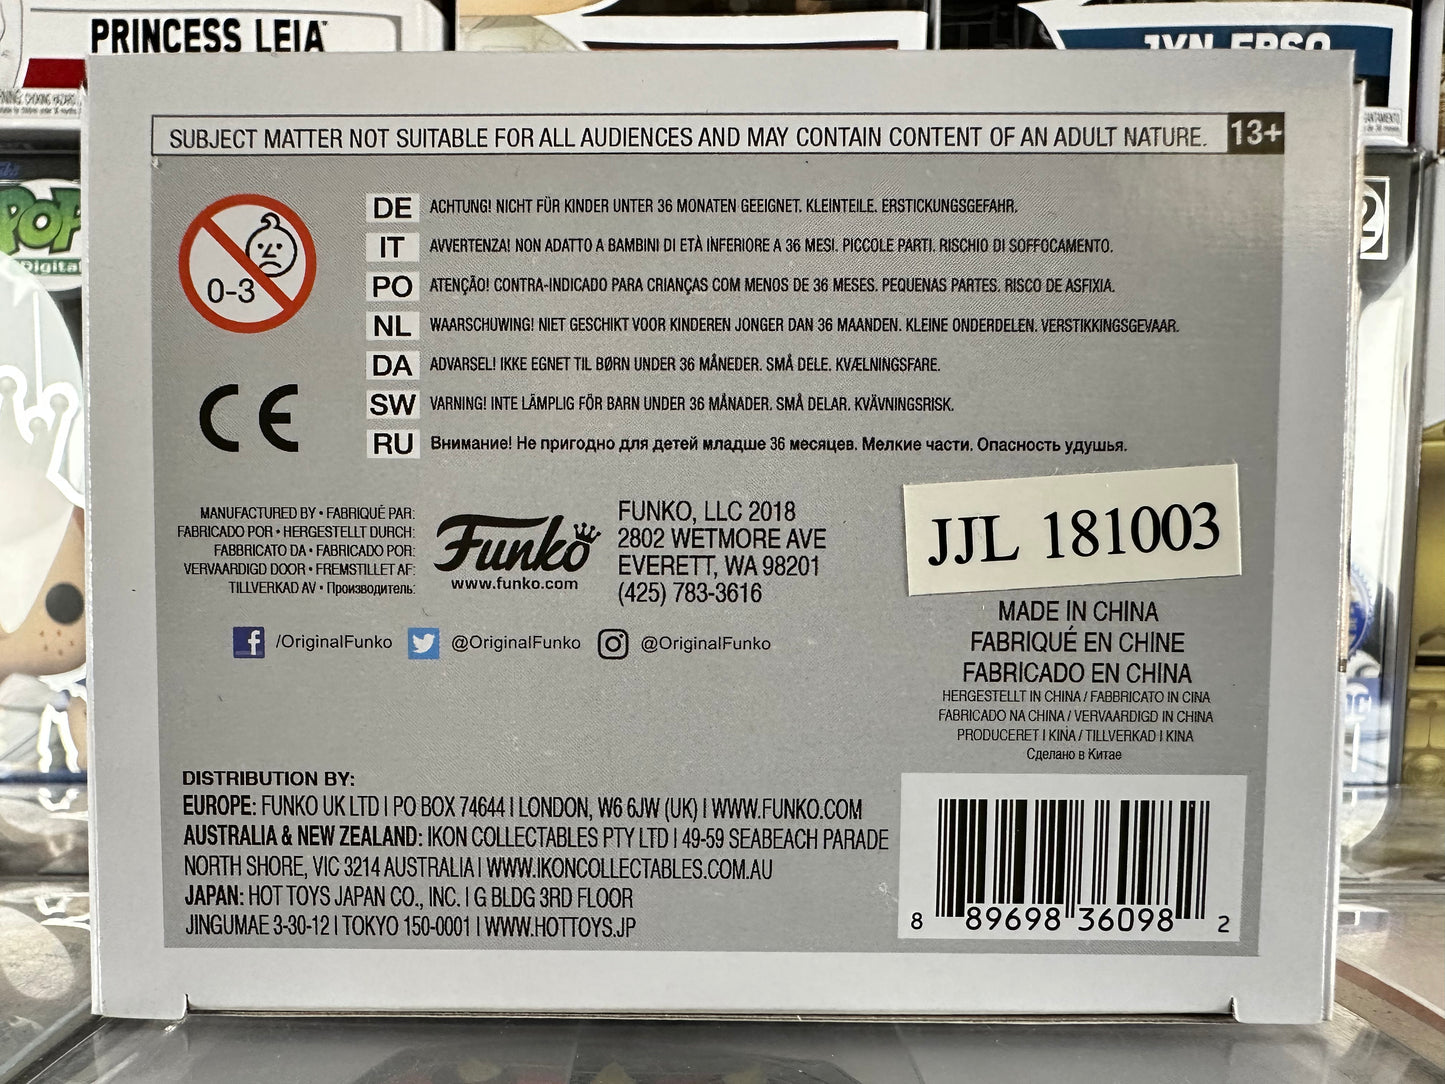 PRINCESS LEIA™
JYN ERSO
POP
Digital
SUBJECT MATTER NOT SUITABLE FOR ALL AUDIENCES AND MAY CONTAIN CONTENT OF AN ADULT NATURE. 13+
0-3
DE ACHTUNG! NICHT FÜR KINDER UNTER 36 MONATEN GEEIGNET. KLEINTEILE. ERSTICKUNGSGEFAHR.
IT AVVERTENZA! NON ADATTO A BAMBINI DI ETÀ INFERIORE A 36 MESI. PICCOLE PARTI. RISCHIO DI SOFFOCAMENTO.
PO ATENÇÃO! CONTRA-INDICADO PARA CRIANÇAS COM MENOS DE 36 MESES. PEQUENAS PARTES. RISCO DE ASFIXIA.
NL WAARSCHUWING! NIET GESCHIKT VOOR KINDEREN JONGER DAN 36 MAANDEN. KLEINE ONDERDELEN. VERSTIKKINGSGEVAAR.
DA ADVARSEL! IKKE EGNET TIL BØRN UNDER 36 MÅNEDER. SMÅ DELE. KVÆLNINGSFARE.
SW VARNING! INTE LÄMPLIG FÖR BARN UNDER 36 MÅNADER. SMÅ DELAR. KVÄVNINGSRISK.
RU Внимание! Не пригодно для детей младше 36 месяцев. Мелкие части. Опасность удушья.
CE
MANUFACTURED BY • FABRIQUÉ PAR:
FABRICADO POR • HERGESTELLT DURCH:
FABBRICATO DA • FABRICADO POR:
VERVAARDIGD DOOR • FREMSTILLET AF:
TILLVERKAD AV • Производитель:
Funko
www.funko.com
FUNKO, LLC 2018
2802 WETMORE AVE
EVERETT, WA 98201
(425) 783-3616
JJL 181003
f /OriginalFunko @OriginalFunko @OriginalFunko
MADE IN CHINA
FABRIQUÉ EN CHINE
FABRICADO EN CHINA
HERGESTELLT IN CHINA / FABBRICATO IN CINA
FABRICADO NA CHINA / VERVAARDIGD IN CHINA
PRODUCERET I KINA / TILLVERKAD I KINA
Сделано в Китае
DISTRIBUTION BY:
EUROPE: FUNKO UK LTD | PO BOX 74644 | LONDON, W6 6JW (UK) | WWW.FUNKO.COM
AUSTRALIA & NEW ZEALAND: IKON COLLECTABLES PTY LTD | 49-59 SEABEACH PARADE
NORTH SHORE, VIC 3214 AUSTRALIA | WWW.IKONCOLLECTABLES.COM.AU
JAPAN: HOT TOYS JAPAN CO., INC. | G BLDG 3RD FLOOR
JINGUMAE 3-30-12 | TOKYO 150-0001 | WWW.HOTTOYS.JP
8 89698 36098 2